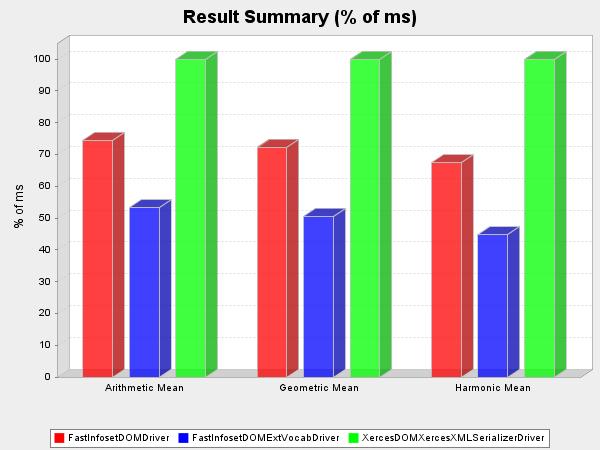 Result Summary (% of ms)
100
90
80
70
60
50
40
30
20
10
0
% of ms
Arithmetic Mean
Geometric Mean
Harmonic Mean
FastInfosetDOMDriver FastInfosetDOMExtVocabDriver XercesDOMXercesXMLSerializerDriver